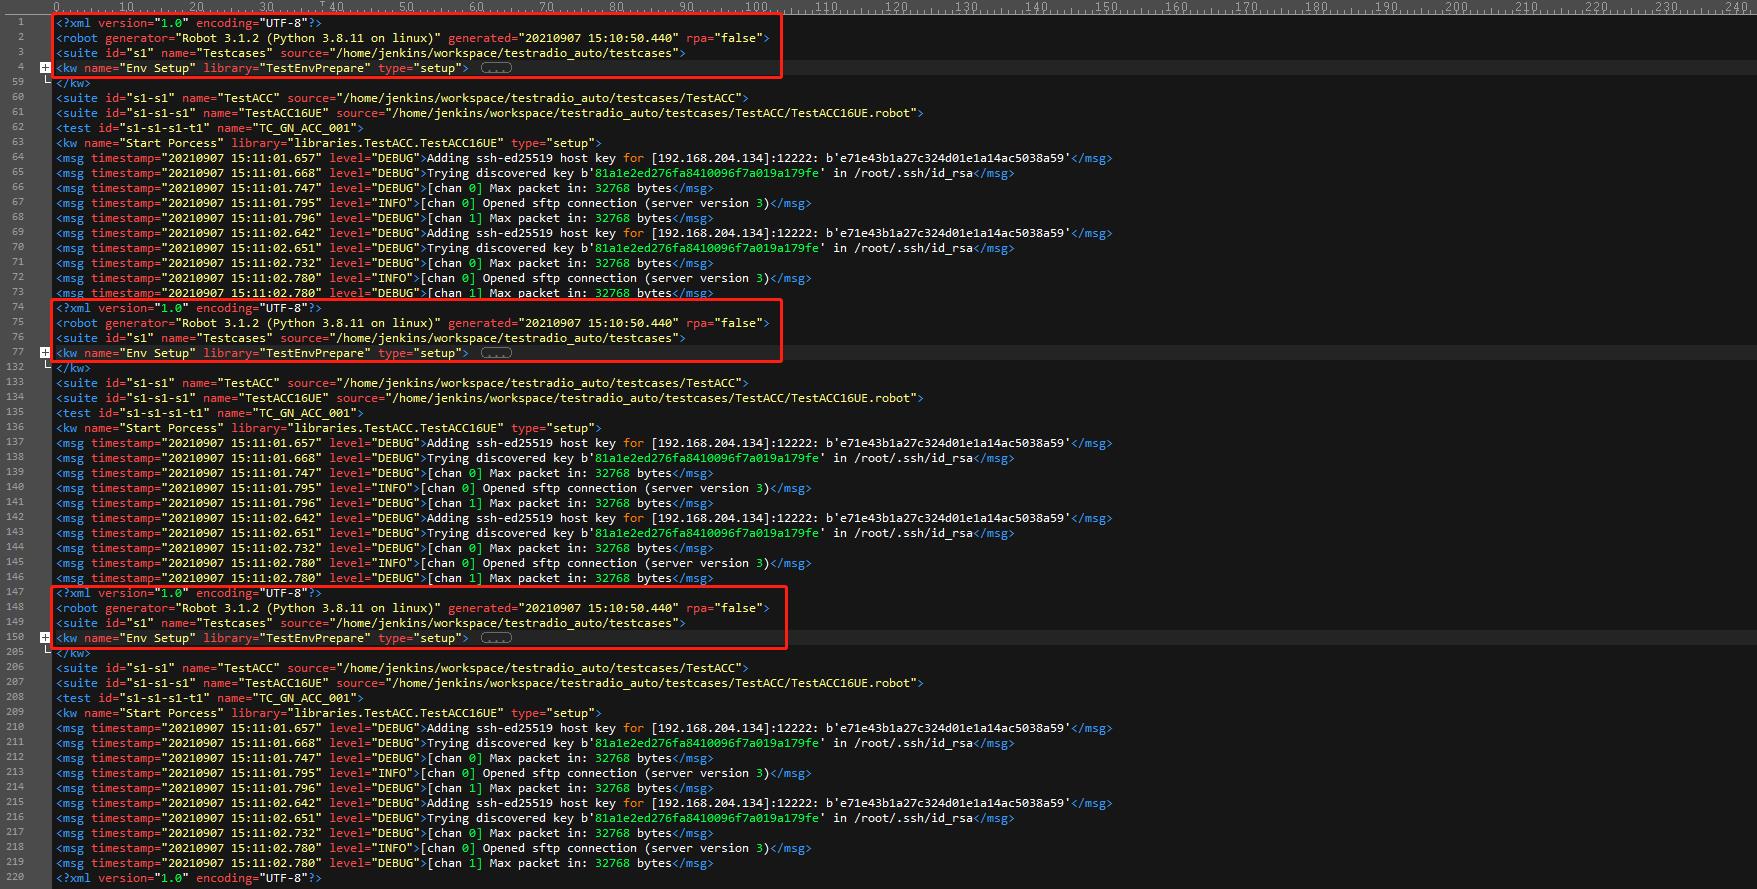 0 10 20 30 40 50 60 70 80 90 100 110 120 130 140 150 160 170 180 190 200 210 220 230 240
1 <?xml version="1.0" encoding="UTF-8"?>
2 <robot generator="Robot 3.1.2 (Python 3.8.11 on linux)" generated="20210907 15:10:50.440" rpa="false">
3 <suite id="s1" name="Testcases" source="/home/jenkins/workspace/testradio_auto/testcases">
4 <kw name="Env Setup" library="TestEnvPrepare" type="setup"> ....
59 </kw>
60 <suite id="s1-s1" name="TestACC" source="/home/jenkins/workspace/testradio_auto/testcases/TestACC">
61 <suite id="s1-s1-s1" name="TestACC16UE" source="/home/jenkins/workspace/testradio_auto/testcases/TestACC/TestACC16UE.robot">
62 <test id="s1-s1-s1-t1" name="TC_GN_ACC_001">
63 <kw name="Start Porcess" library="libraries.TestACC.TestACC16UE" type="setup">
64 <msg timestamp="20210907 15:11:01.657" level="DEBUG">Adding ssh-ed25519 host key for [192.168.204.134]:12222: b'e71e43b1a27c324d01e1a14ac5038a59'</msg>
65 <msg timestamp="20210907 15:11:01.668" level="DEBUG">Trying discovered key b'81a1e2ed276fa8410096f7a019a179fe' in /root/.ssh/id_rsa</msg>
66 <msg timestamp="20210907 15:11:01.747" level="DEBUG">[chan 0] Max packet in: 32768 bytes</msg>
67 <msg timestamp="20210907 15:11:01.795" level="INFO">[chan 0] Opened sftp connection (server version 3)</msg>
68 <msg timestamp="20210907 15:11:01.796" level="DEBUG">[chan 1] Max packet in: 32768 bytes</msg>
69 <msg timestamp="20210907 15:11:02.642" level="DEBUG">Adding ssh-ed25519 host key for [192.168.204.134]:12222: b'e71e43b1a27c324d01e1a14ac5038a59'</msg>
70 <msg timestamp="20210907 15:11:02.651" level="DEBUG">Trying discovered key b'81a1e2ed276fa8410096f7a019a179fe' in /root/.ssh/id_rsa</msg>
71 <msg timestamp="20210907 15:11:02.732" level="DEBUG">[chan 0] Max packet in: 32768 bytes</msg>
72 <msg timestamp="20210907 15:11:02.780" level="INFO">[chan 0] Opened sftp connection (server version 3)</msg>
73 <msg timestamp="20210907 15:11:02.780" level="DEBUG">[chan 1] Max packet in: 32768 bytes</msg>
74 <?xml version="1.0" encoding="UTF-8"?>
75 <robot generator="Robot 3.1.2 (Python 3.8.11 on linux)" generated="20210907 15:10:50.440" rpa="false">
76 <suite id="s1" name="Testcases" source="/home/jenkins/workspace/testradio_auto/testcases">
77 <kw name="Env Setup" library="TestEnvPrepare" type="setup"> ....
132 </kw>
133 <suite id="s1-s1" name="TestACC" source="/home/jenkins/workspace/testradio_auto/testcases/TestACC">
134 <suite id="s1-s1-s1" name="TestACC16UE" source="/home/jenkins/workspace/testradio_auto/testcases/TestACC/TestACC16UE.robot">
135 <test id="s1-s1-s1-t1" name="TC_GN_ACC_001">
136 <kw name="Start Porcess" library="libraries.TestACC.TestACC16UE" type="setup">
137 <msg timestamp="20210907 15:11:01.657" level="DEBUG">Adding ssh-ed25519 host key for [192.168.204.134]:12222: b'e71e43b1a27c324d01e1a14ac5038a59'</msg>
138 <msg timestamp="20210907 15:11:01.668" level="DEBUG">Trying discovered key b'81a1e2ed276fa8410096f7a019a179fe' in /root/.ssh/id_rsa</msg>
139 <msg timestamp="20210907 15:11:01.747" level="DEBUG">[chan 0] Max packet in: 32768 bytes</msg>
140 <msg timestamp="20210907 15:11:01.795" level="INFO">[chan 0] Opened sftp connection (server version 3)</msg>
141 <msg timestamp="20210907 15:11:01.796" level="DEBUG">[chan 1] Max packet in: 32768 bytes</msg>
142 <msg timestamp="20210907 15:11:02.642" level="DEBUG">Adding ssh-ed25519 host key for [192.168.204.134]:12222: b'e71e43b1a27c324d01e1a14ac5038a59'</msg>
143 <msg timestamp="20210907 15:11:02.651" level="DEBUG">Trying discovered key b'81a1e2ed276fa8410096f7a019a179fe' in /root/.ssh/id_rsa</msg>
144 <msg timestamp="20210907 15:11:02.732" level="DEBUG">[chan 0] Max packet in: 32768 bytes</msg>
145 <msg timestamp="20210907 15:11:02.780" level="INFO">[chan 0] Opened sftp connection (server version 3)</msg>
146 <msg timestamp="20210907 15:11:02.780" level="DEBUG">[chan 1] Max packet in: 32768 bytes</msg>
147 <?xml version="1.0" encoding="UTF-8"?>
148 <robot generator="Robot 3.1.2 (Python 3.8.11 on linux)" generated="20210907 15:10:50.440" rpa="false">
149 <suite id="s1" name="Testcases" source="/home/jenkins/workspace/testradio_auto/testcases">
150 <kw name="Env Setup" library="TestEnvPrepare" type="setup"> ....
205 </kw>
206 <suite id="s1-s1" name="TestACC" source="/home/jenkins/workspace/testradio_auto/testcases/TestACC">
207 <suite id="s1-s1-s1" name="TestACC16UE" source="/home/jenkins/workspace/testradio_auto/testcases/TestACC/TestACC16UE.robot">
208 <test id="s1-s1-s1-t1" name="TC_GN_ACC_001">
209 <kw name="Start Porcess" library="libraries.TestACC.TestACC16UE" type="setup">
210 <msg timestamp="20210907 15:11:01.657" level="DEBUG">Adding ssh-ed25519 host key for [192.168.204.134]:12222: b'e71e43b1a27c324d01e1a14ac5038a59'</msg>
211 <msg timestamp="20210907 15:11:01.668" level="DEBUG">Trying discovered key b'81a1e2ed276fa8410096f7a019a179fe' in /root/.ssh/id_rsa</msg>
212 <msg timestamp="20210907 15:11:01.747" level="DEBUG">[chan 0] Max packet in: 32768 bytes</msg>
213 <msg timestamp="20210907 15:11:01.795" level="INFO">[chan 0] Opened sftp connection (server version 3)</msg>
214 <msg timestamp="20210907 15:11:01.796" level="DEBUG">[chan 1] Max packet in: 32768 bytes</msg>
215 <msg timestamp="20210907 15:11:02.642" level="DEBUG">Adding ssh-ed25519 host key for [192.168.204.134]:12222: b'e71e43b1a27c324d01e1a14ac5038a59'</msg>
216 <msg timestamp="20210907 15:11:02.651" level="DEBUG">Trying discovered key b'81a1e2ed276fa8410096f7a019a179fe' in /root/.ssh/id_rsa</msg>
217 <msg timestamp="20210907 15:11:02.732" level="DEBUG">[chan 0] Max packet in: 32768 bytes</msg>
218 <msg timestamp="20210907 15:11:02.780" level="INFO">[chan 0] Opened sftp connection (server version 3)</msg>
219 <msg timestamp="20210907 15:11:02.780" level="DEBUG">[chan 1] Max packet in: 32768 bytes</msg>
220 <?xml version="1.0" encoding="UTF-8"?>